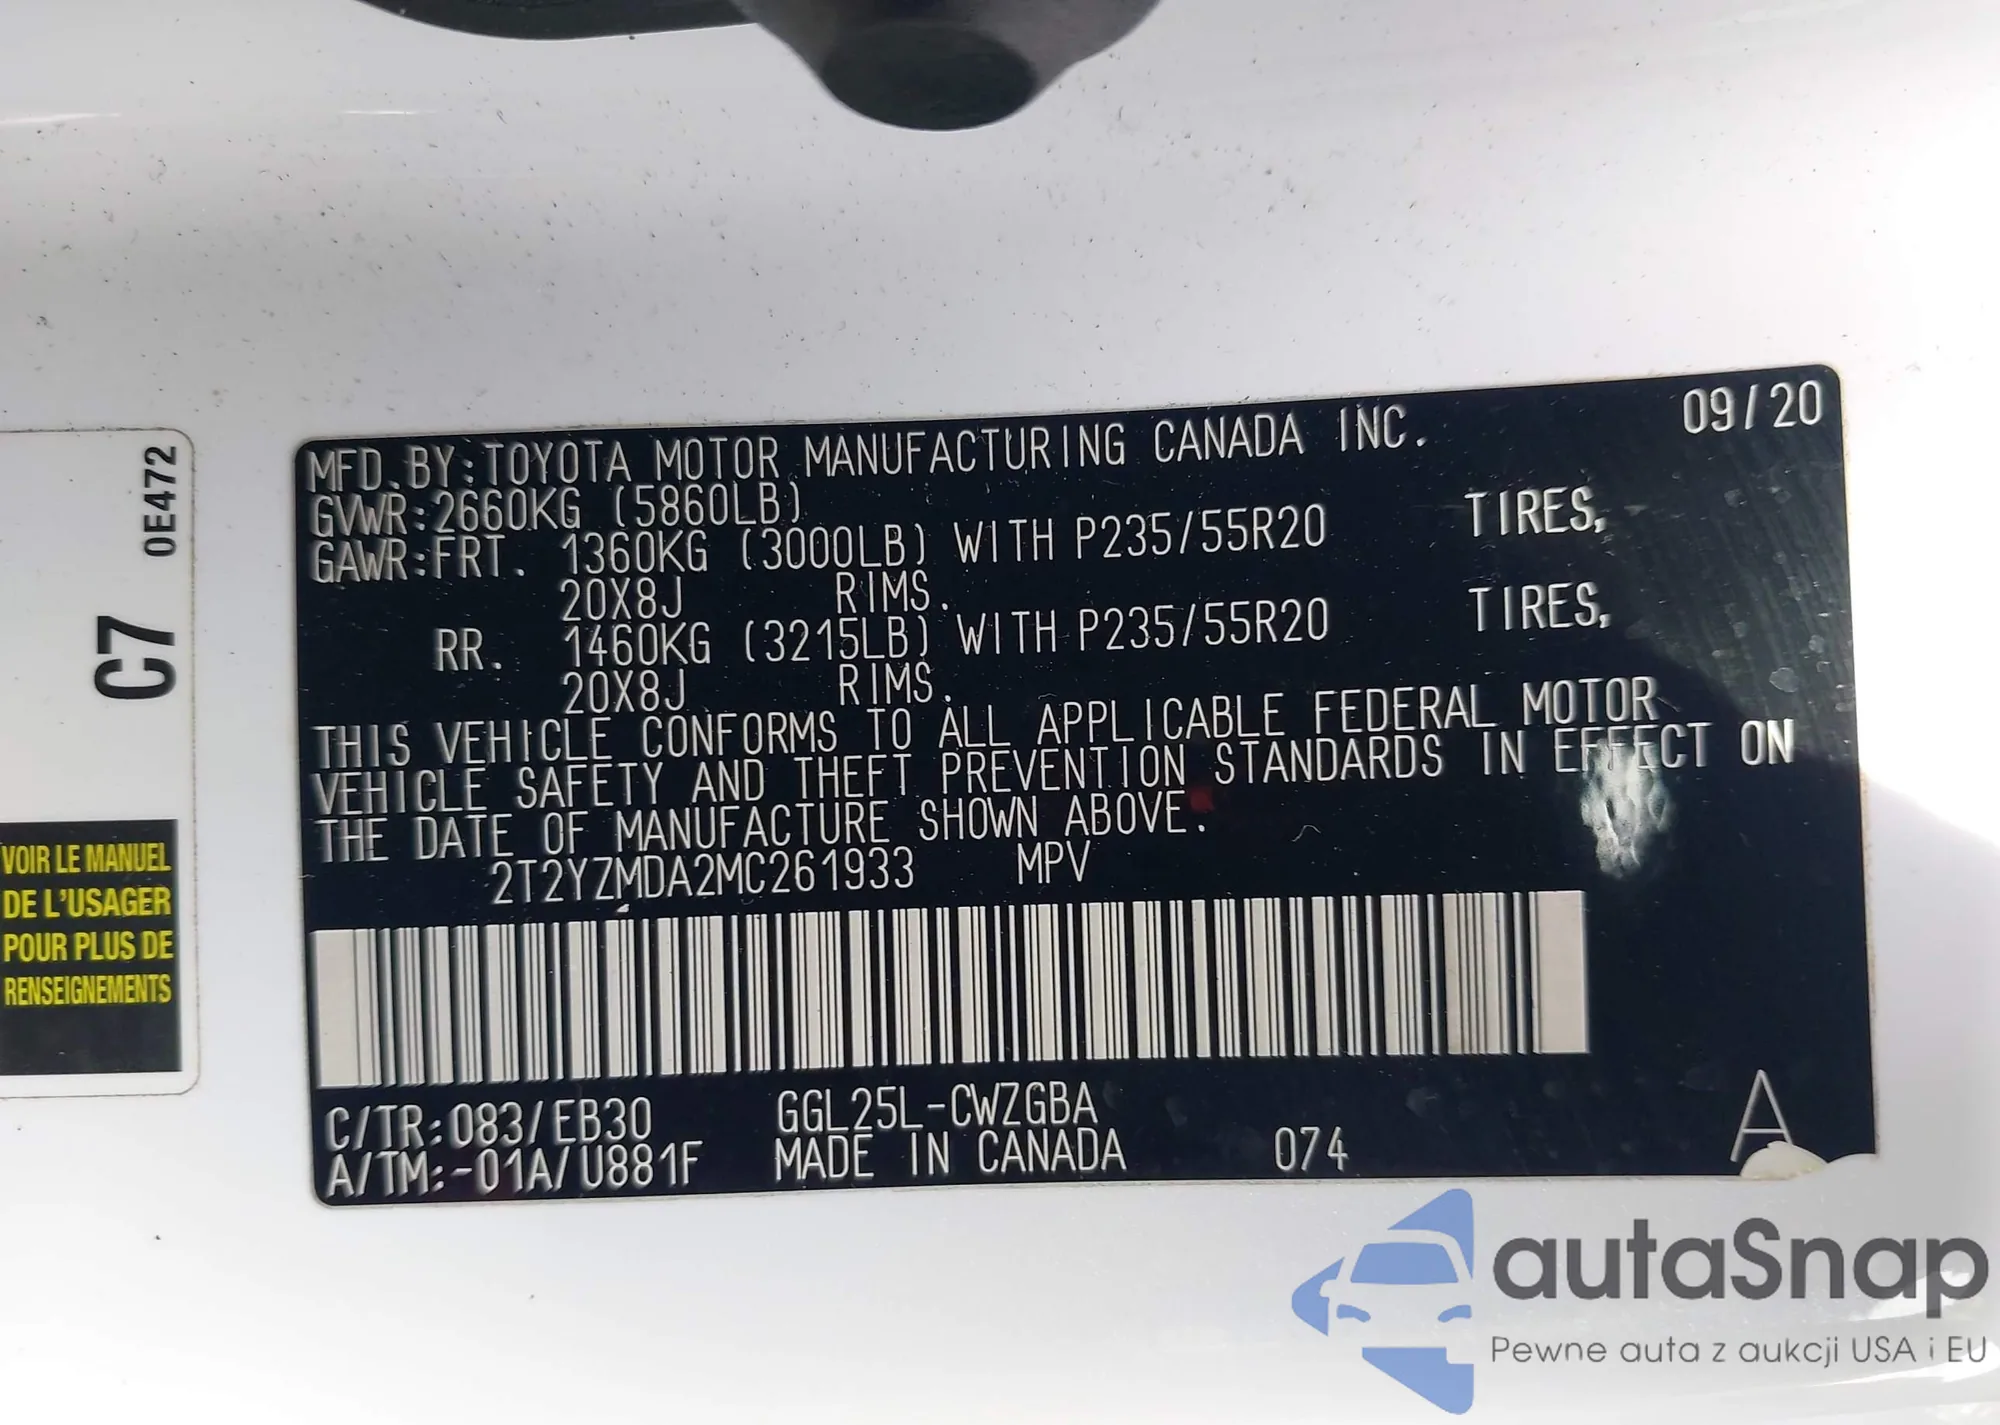 0E472
C7
VOIR LE MANUEL
DE L'USAGER
POUR PLUS DE
RENSEIGNEMENTS
MFD.BY:TOYOTA MOTOR MANUFACTURING CANADA INC. 09/20
GVWR:2660KG (5860LB)
GAWR:FRT. 1360KG (3000LB) WITH P235/55R20 TIRES,
20X8J RIMS.
RR. 1460KG (3215LB) WITH P235/55R20 TIRES,
20X8J RIMS.
THIS VEHICLE CONFORMS TO ALL APPLICABLE FEDERAL MOTOR
VEHICLE SAFETY AND THEFT PREVENTION STANDARDS IN EFFECT ON
THE DATE OF MANUFACTURE SHOWN ABOVE.
2T2YZMDA2MC261933 MPV
C/TR:083/EB30 GGL25L-CWZGBA
A/TM:-01A/U881F MADE IN CANADA 074 A
autaSnap
Pewne auta z aukcji USA i EU